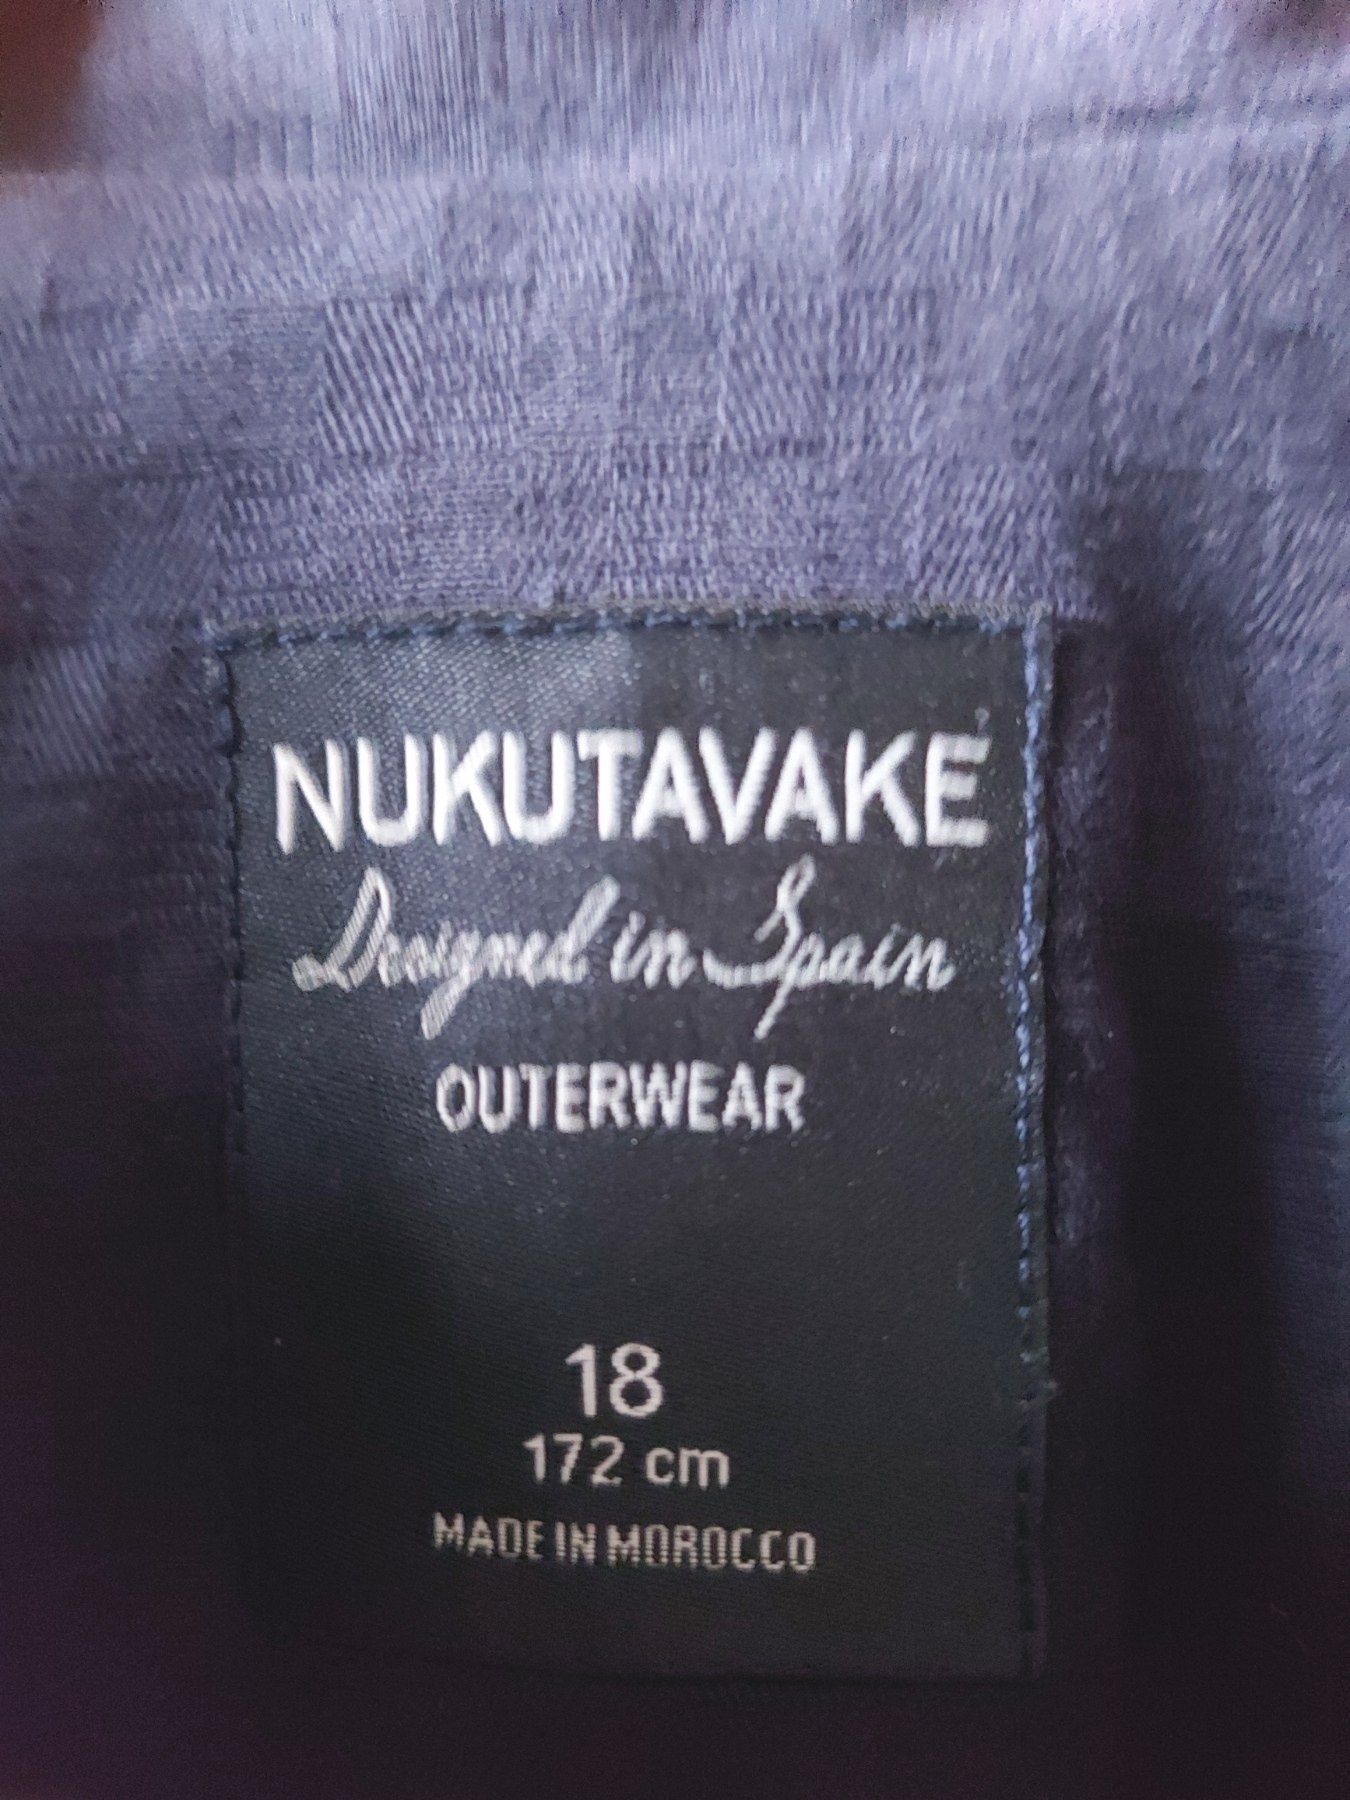 NUKUTAVAKE
Designed in Spain
OUTERWEAR
18
172 cm
MADE IN MOROCCO